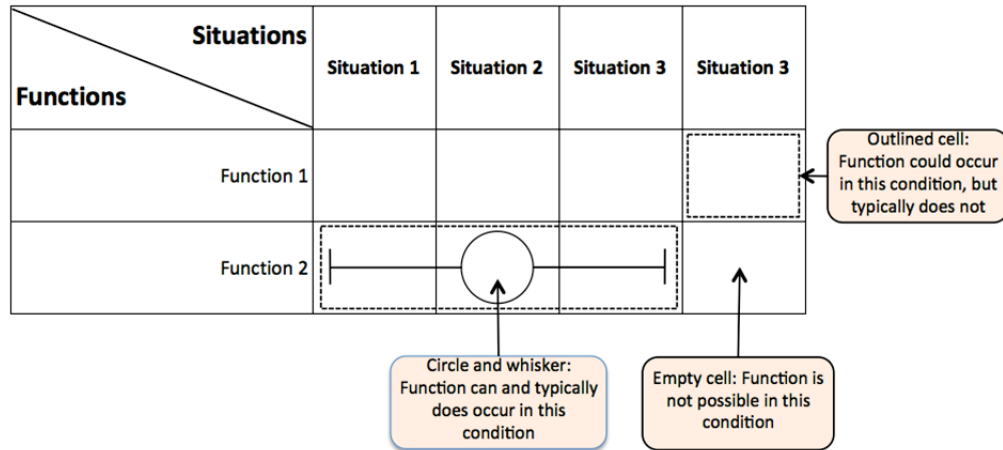 Situations
Functions
Situation 1
Situation 2
Situation 3
Situation 3
Function 1
Outlined cell:
Function could occur
in this condition, but
typically does not
Function 2
Circle and whisker:
Function can and typically
does occur in this
condition
Empty cell: Function is
not possible in this
condition